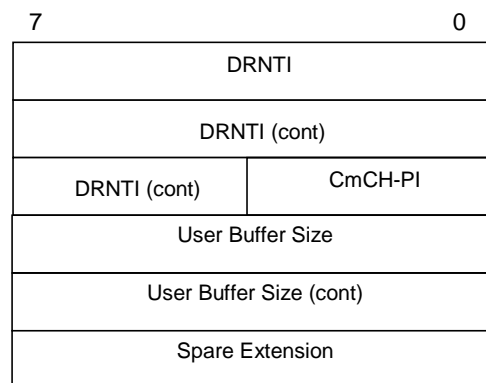 7 0
DRNTI
DRNTI (cont)
DRNTI (cont) CmCH-PI
User Buffer Size
User Buffer Size (cont)
Spare Extension